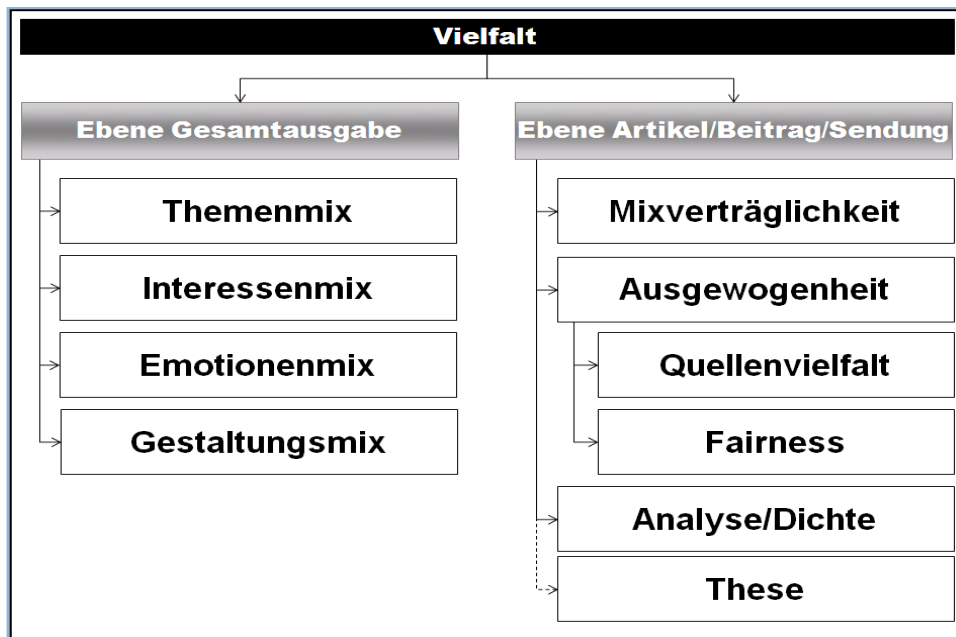 Vielfalt
Ebene Gesamtausgabe
Themenmix
Interessenmix
Emotionenmix
Gestaltungsmix
Ebene Artikel/Beitrag/Sendung
Mixverträglichkeit
Ausgewogenheit
Quellenvielfalt
Fairness
Analyse/Dichte
These